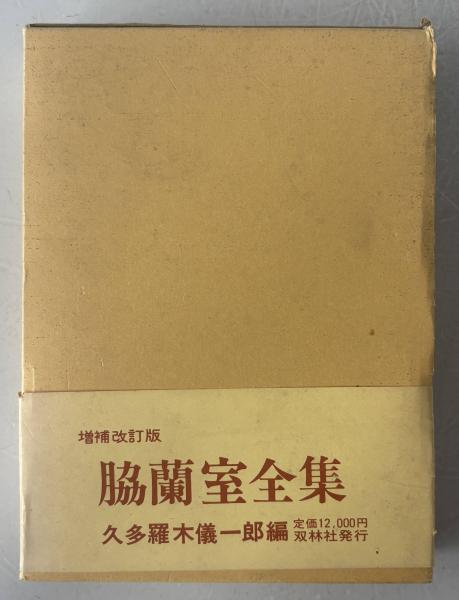 増補改訂版
脇蘭室全集
久多羅木儀一郎編
定価12,000円
双林社発行